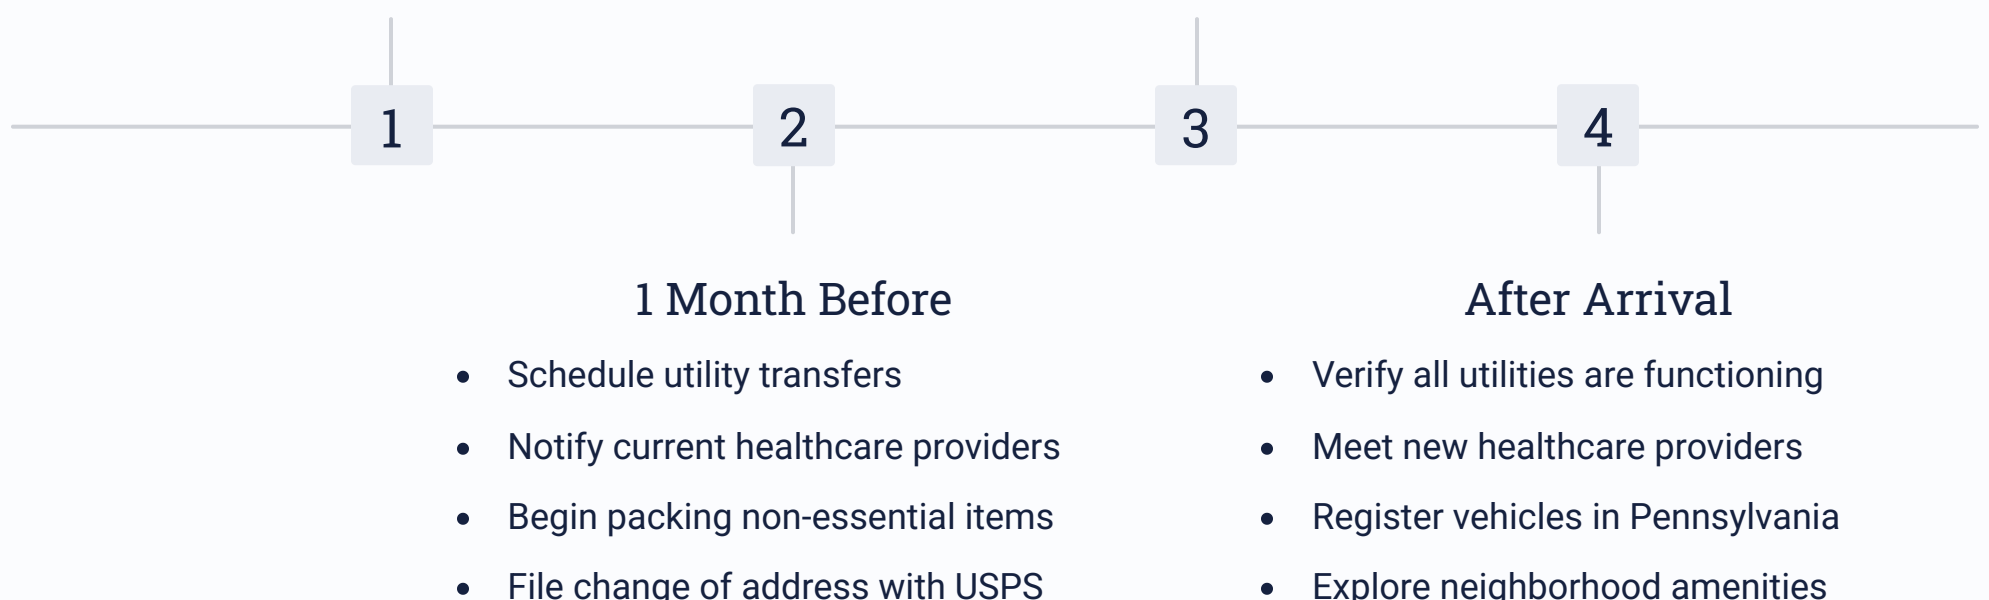 1
2
3
4
1 Month Before
• Schedule utility transfers
• Notify current healthcare providers
• Begin packing non-essential items
• File change of address with USPS
After Arrival
• Verify all utilities are functioning
• Meet new healthcare providers
• Register vehicles in Pennsylvania
• Explore neighborhood amenities